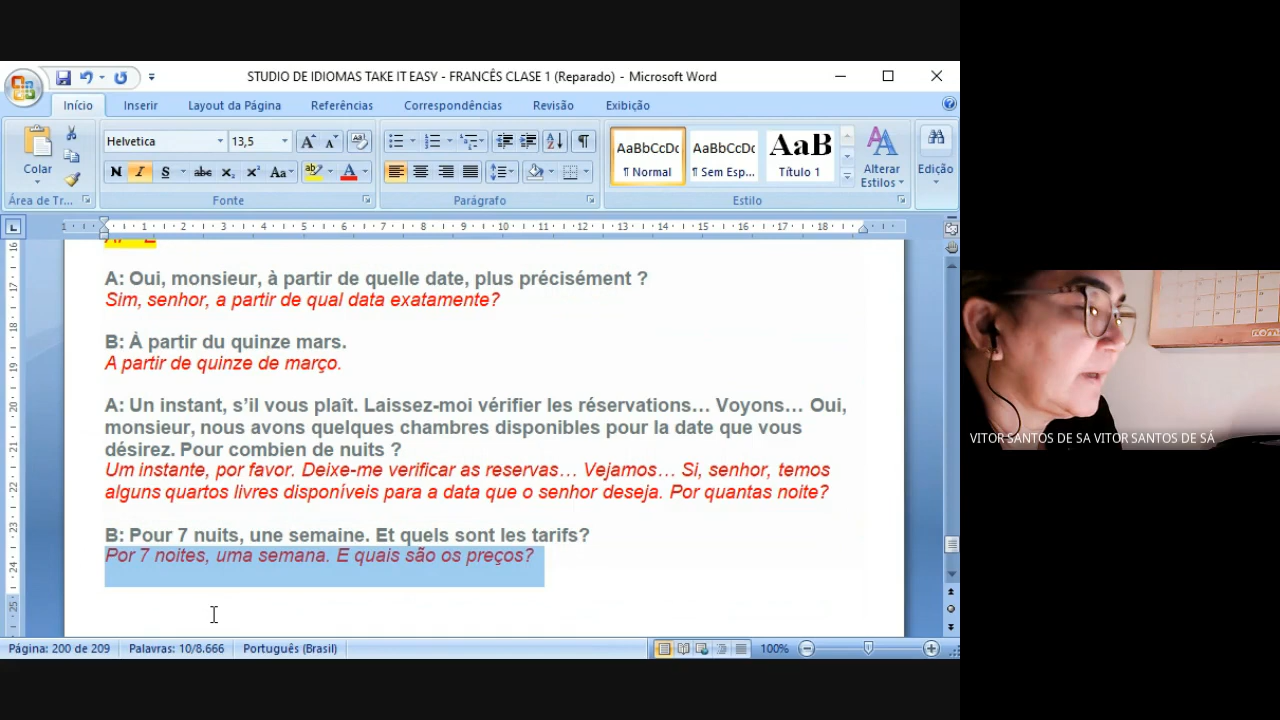 STUDIO DE IDIOMAS TAKE IT EASY - FRANCÊS CLASE 1 (Reparado) - Microsoft Word
Início Inserir Layout da Página Referências Correspondências Revisão Exibição
Helvetica 13,5
Colar
AaBbCcDc AaBbCcDc AaB
¶ Normal ¶ Sem Esp... Título 1
Alterar Estilos
Edição
Área de Tr... Fonte Parágrafo Estilo
A: Oui, monsieur, à partir de quelle date, plus précisément ?
Sim, senhor, a partir de qual data exatamente?
B: À partir du quinze mars.
A partir de quinze de março.
A: Un instant, s’il vous plaît. Laissez-moi vérifier les réservations… Voyons… Oui,
monsieur, nous avons quelques chambres disponibles pour la date que vous
désirez. Pour combien de nuits ?
Um instante, por favor. Deixe-me verificar as reservas… Vejamos… Si, senhor, temos
alguns quartos livres disponíveis para a data que o senhor deseja. Por quantas noite?
B: Pour 7 nuits, une semaine. Et quels sont les tarifs?
Por 7 noites, uma semana. E quais são os preços?
Página: 200 de 209 Palavras: 10/8.666 Português (Brasil) 100%
VITOR SANTOS DE SA VITOR SANTOS DE SÁ